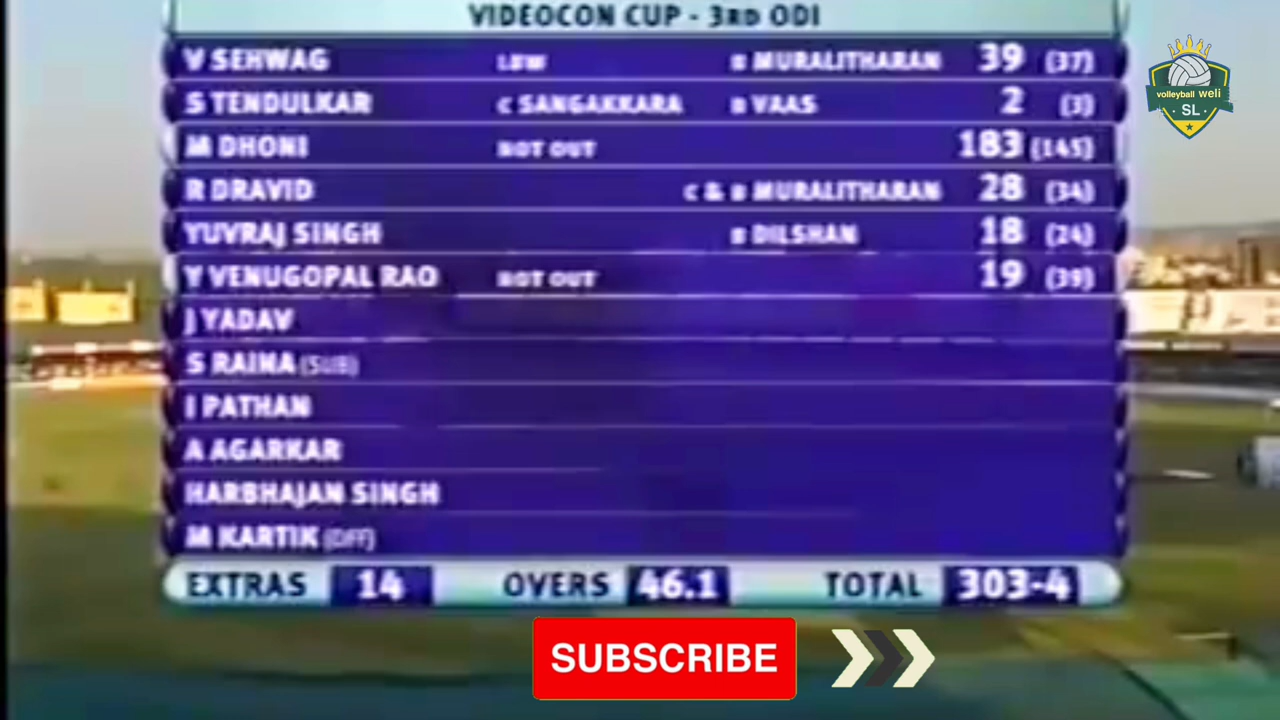 VIDEOCON CUP - 3RD ODI
V SEHWAG LBW B MURALITHARAN 39 (37)
S TENDULKAR C SANGAKKARA B VAAS 2 (3)
M DHONI NOT OUT 183 (145)
R DRAVID C & B MURALITHARAN 28 (34)
YUVRAJ SINGH B DILSHAN 18 (24)
Y VENUGOPAL RAO NOT OUT 19 (39)
J YADAV
S RAINA (SUB)
I PATHAN
A AGARKAR
HARBHAJAN SINGH
M KARTIK (OFF)
EXTRAS 14 OVERS 46.1 TOTAL 303-4
SUBSCRIBE
volleyball weli
SL